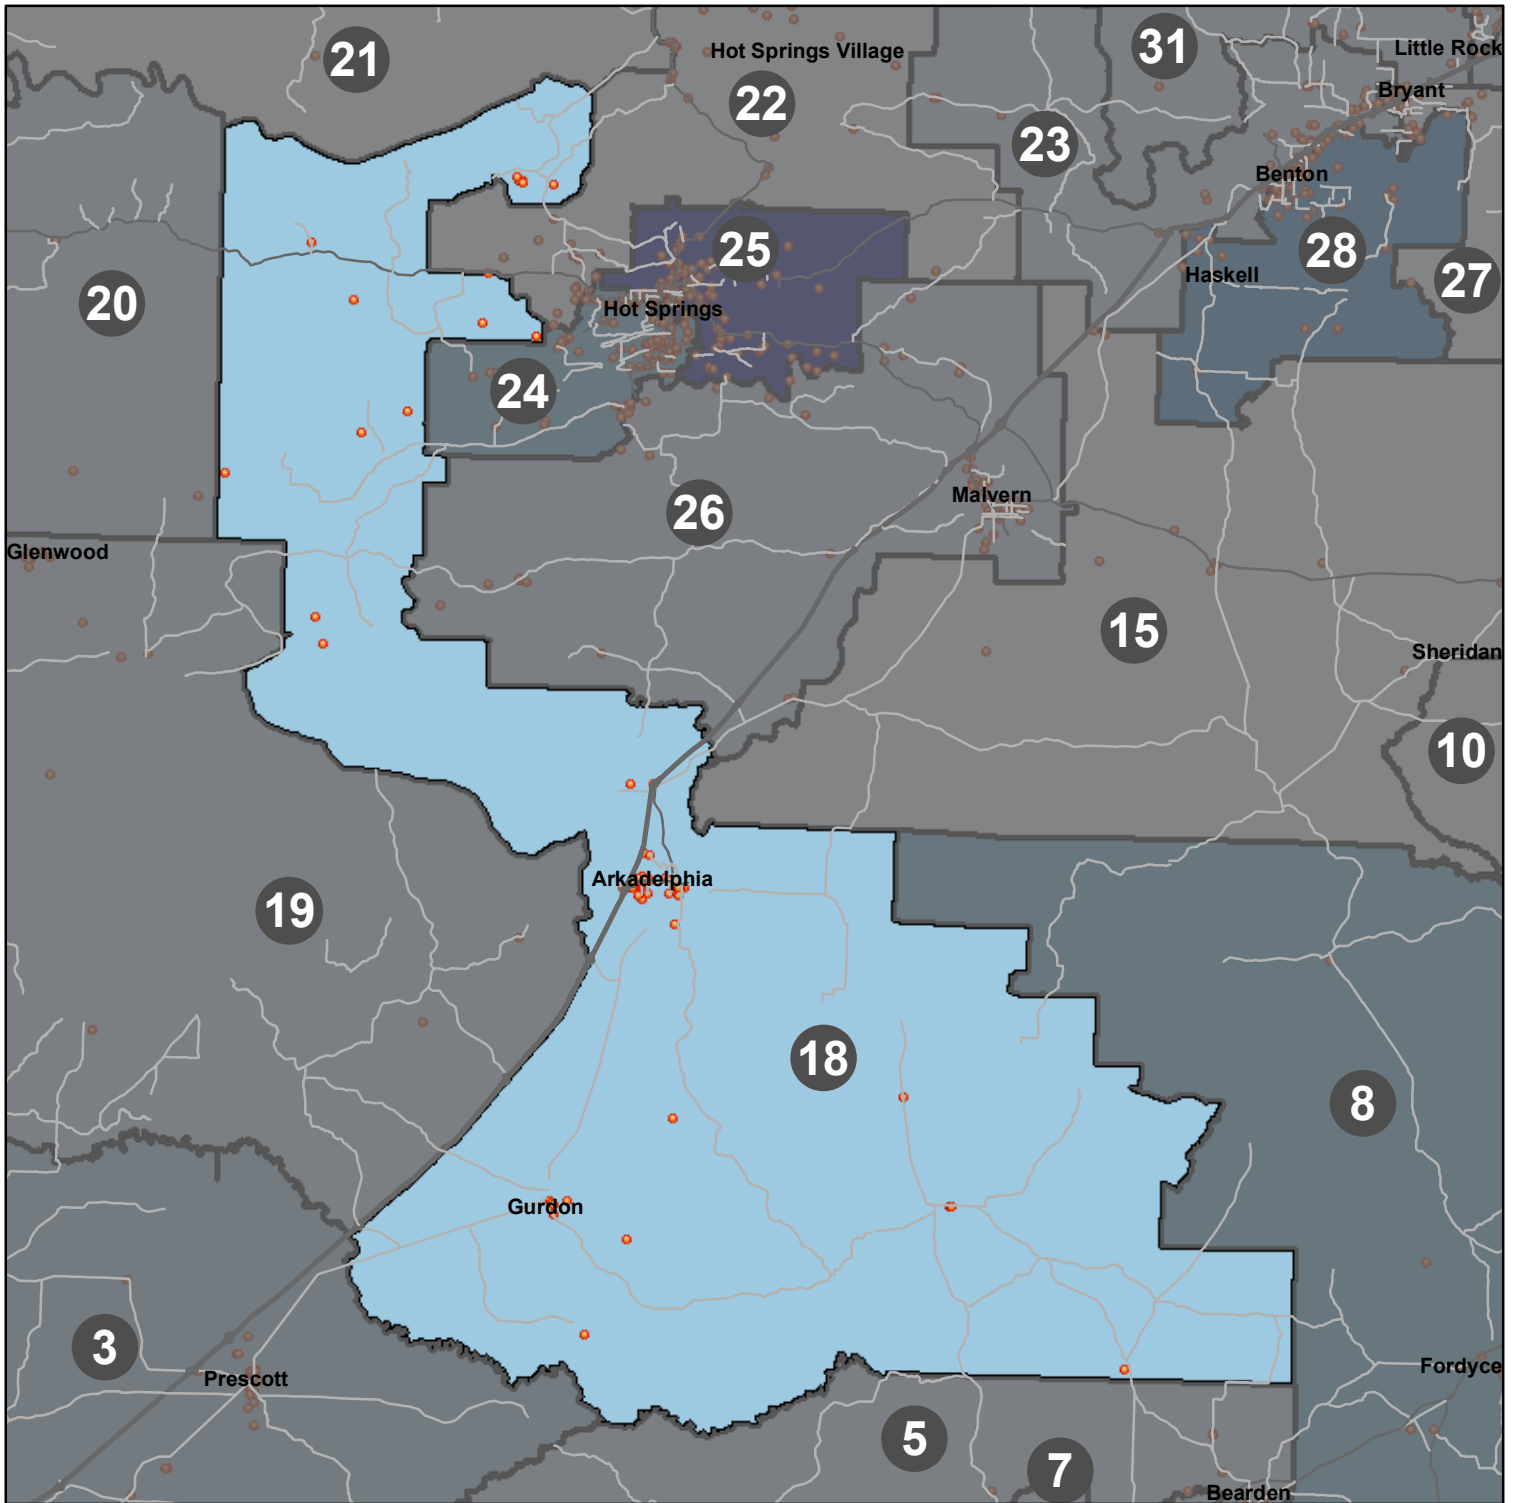 21
Hot Springs Village
31
Little Rock
Bryant
22
23
Benton
25
28
Haskell
27
20
Hot Springs
24
Malvern
26
Glenwood
15
Sheridan
10
Arkadelphia
19
18
8
Gurdon
3
Prescott
Fordyce
5
7
Bearden